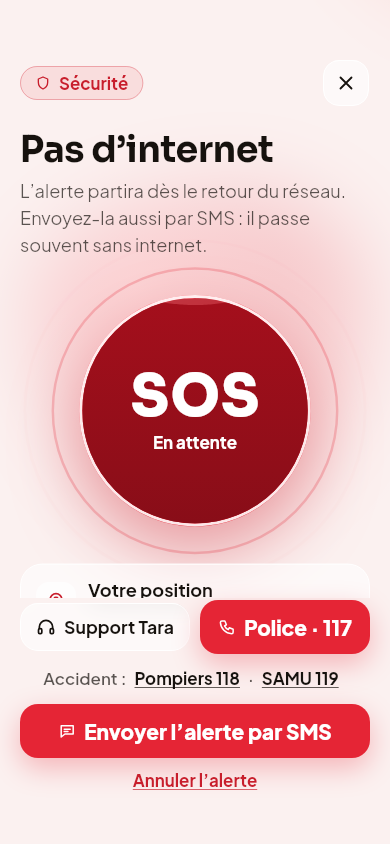 Sécurité
Pas d’internet
L’alerte partira dès le retour du réseau.
Envoyez-la aussi par SMS : il passe
souvent sans internet.
SOS
En attente
Votre position
Support Tara
Police · 117
Accident : Pompiers 118 · SAMU 119
Envoyer l’alerte par SMS
Annuler l’alerte